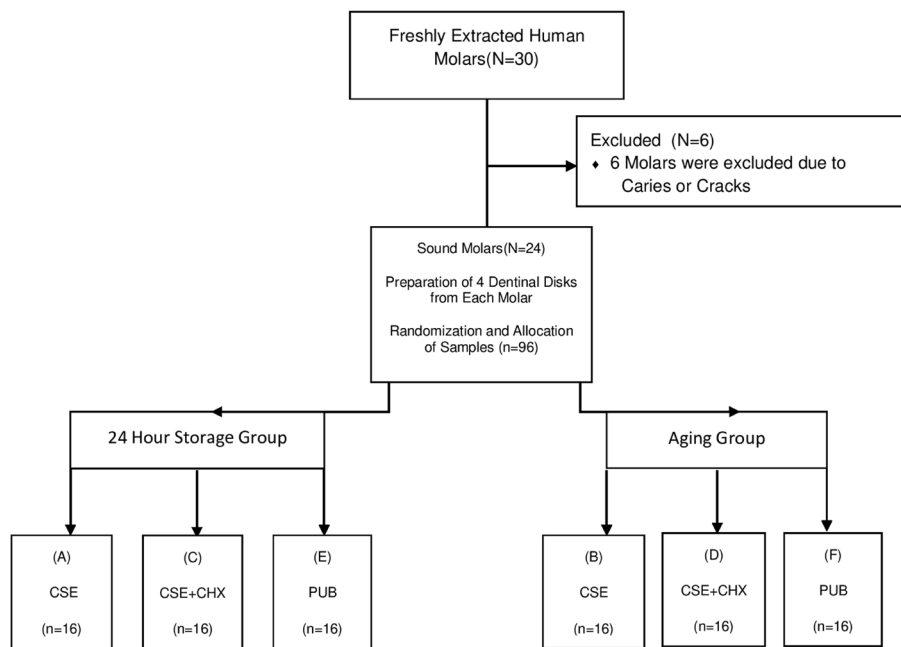 Freshly Extracted Human
Molars(N=30)
Excluded  (N=6)
♦ 6 Molars were excluded due to
Caries or Cracks
Sound Molars(N=24)
Preparation of 4 Dentinal Disks
from Each Molar
Randomization and Allocation
of Samples (n=96)
24 Hour Storage Group
Aging Group
(A)
CSE
(n=16)
(C)
CSE+CHX
(n=16)
(E)
PUB
(n=16)
(B)
CSE
(n=16)
(D)
CSE+CHX
(n=16)
(F)
PUB
(n=16)